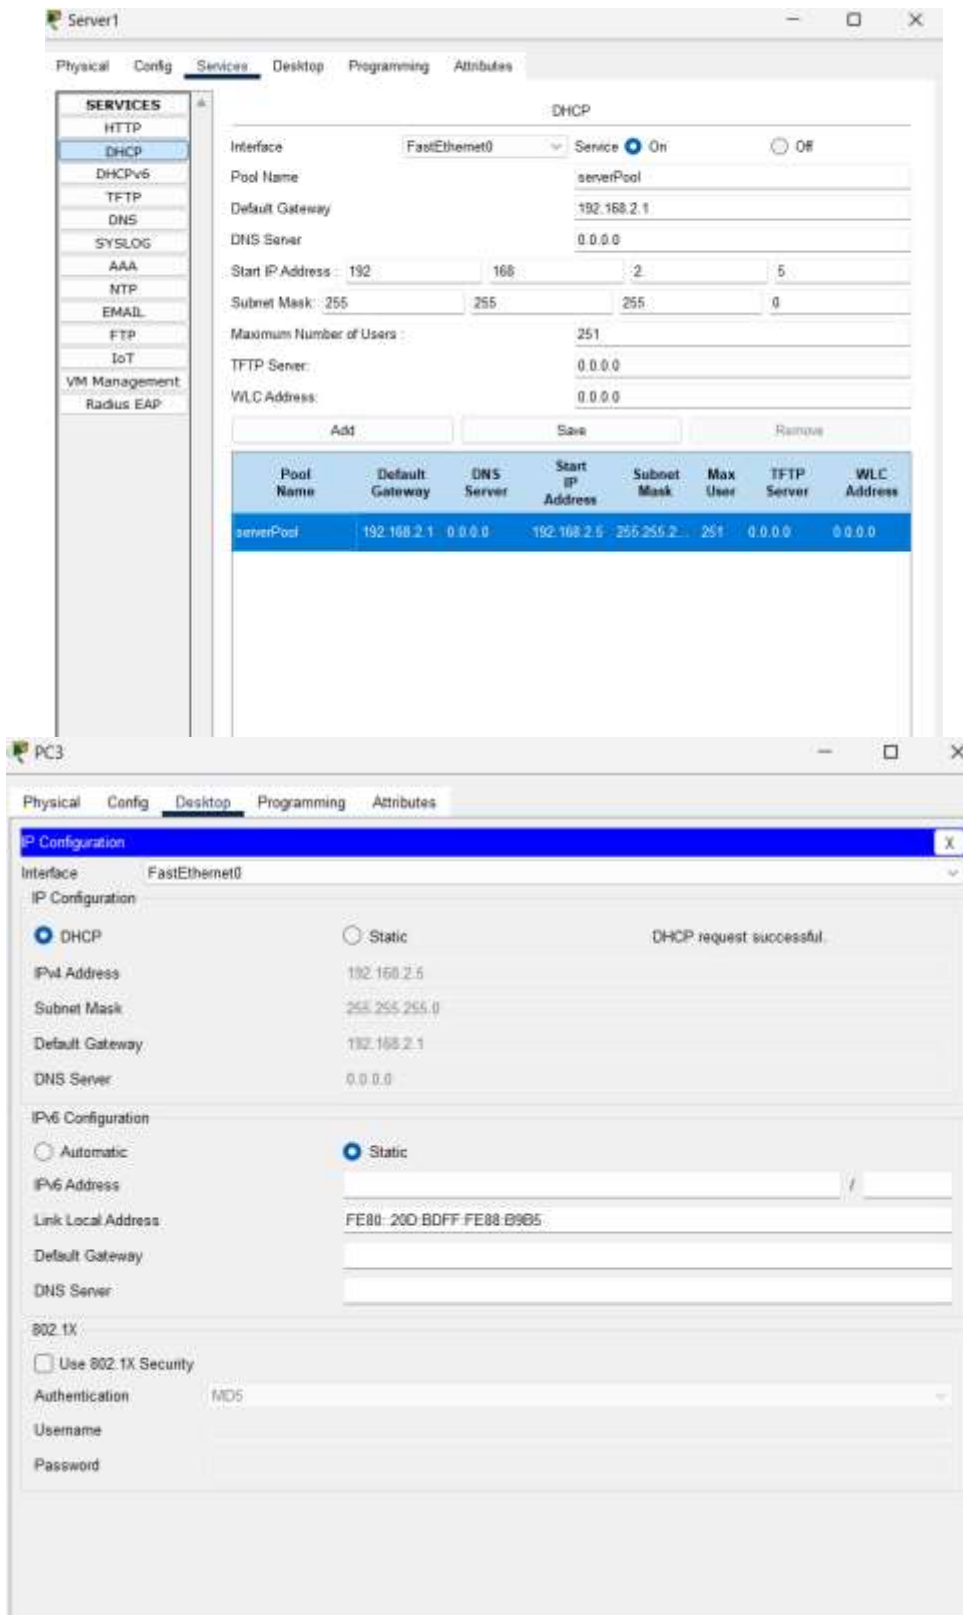 Server1
Physical Config Services Desktop Programming Attributes
SERVICES
HTTP
DHCP
DHCPv6
TFTP
DNS
SYSLOG
AAA
NTP
EMAIL
FTP
IoT
VM Management
Radius EAP
DHCP
Interface FastEthernet0 Service On Off
Pool Name serverPool
Default Gateway 192.168.2.1
DNS Server 0.0.0.0
Start IP Address : 192 168 2 5
Subnet Mask: 255 255 255 0
Maximum Number of Users : 251
TFTP Server: 0.0.0.0
WLC Address: 0.0.0.0
Add Save Remove
Pool Name Default Gateway DNS Server Start IP Address Subnet Mask Max User TFTP Server WLC Address
serverPool 192.168.2.1 0.0.0.0 192.168.2.5 255.255.2... 251 0.0.0.0 0.0.0.0
PC3
Physical Config Desktop Programming Attributes
IP Configuration X
Interface FastEthernet0
IP Configuration
DHCP Static DHCP request successful.
IPv4 Address 192.168.2.5
Subnet Mask 255.255.255.0
Default Gateway 192.168.2.1
DNS Server 0.0.0.0
IPv6 Configuration
Automatic Static
IPv6 Address /
Link Local Address FE80::20D:BDFF:FE88:B9B5
Default Gateway
DNS Server
802.1X
Use 802.1X Security
Authentication MD5
Username
Password